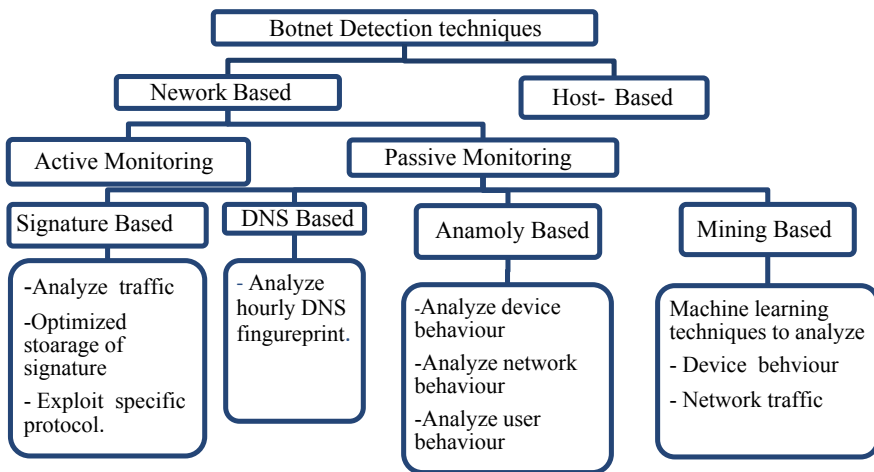 Botnet Detection techniques
Nework Based
Host- Based
Active Monitoring
Passive Monitoring
Signature Based
DNS Based
Anamoly Based
Mining Based
-Analyze traffic
-Optimized
stoarage of
signature
- Exploit specific
protocol.
- Analyze
hourly DNS
fingureprint.
-Analyze device
behaviour
-Analyze network
behaviour
-Analyze user
behaviour
Machine learning
techniques to analyze
- Device behviour
- Network traffic